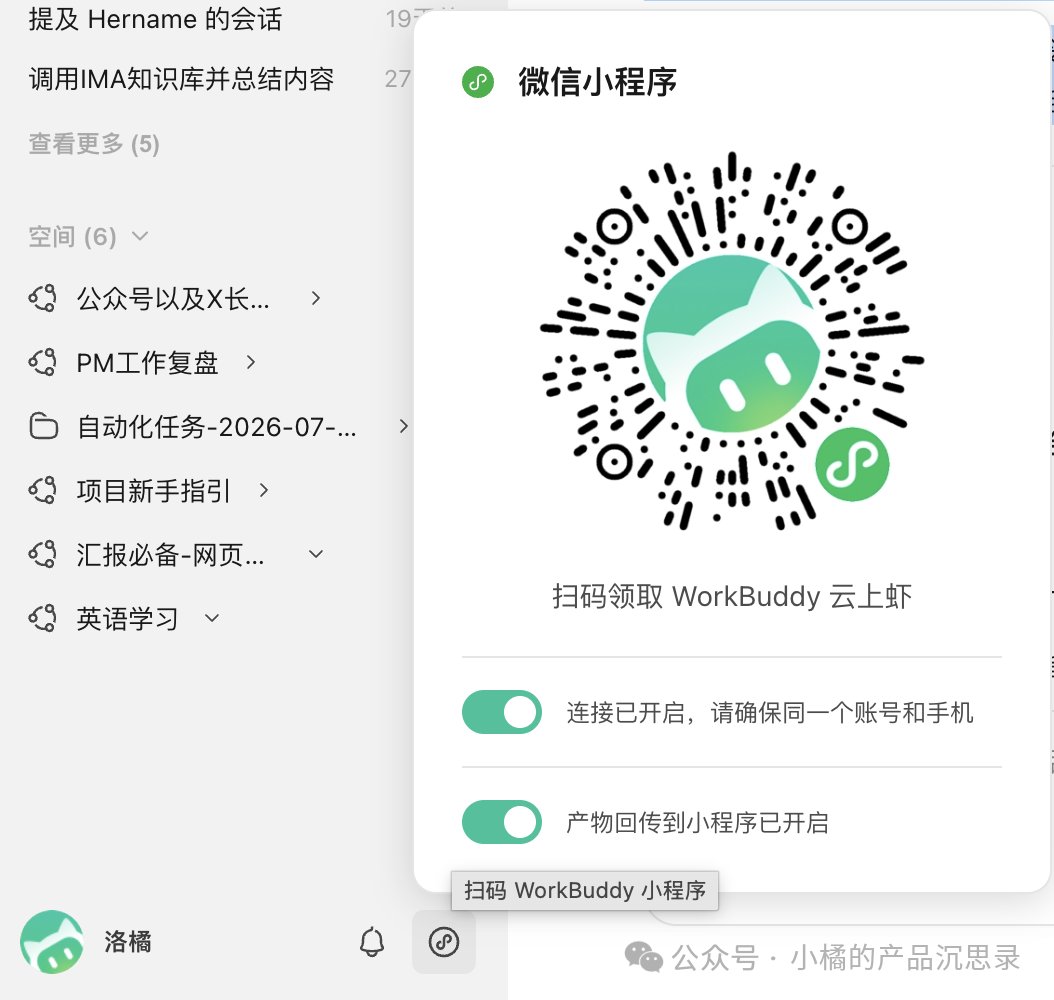 提及 Hername 的会话
调用IMA知识库并总结内容
27
查看更多 (5)
空间 (6)
公众号以及X长...
PM工作复盘
自动化任务-2026-07-...
项目新手指引
汇报必备-网页...
英语学习
洛橘
微信小程序
扫码领取 WorkBuddy 云上虾
连接已开启，请确保同一个账号和手机
产物回传到小程序已开启
扫码 WorkBuddy 小程序
公众号 · 小橘的产品沉思录